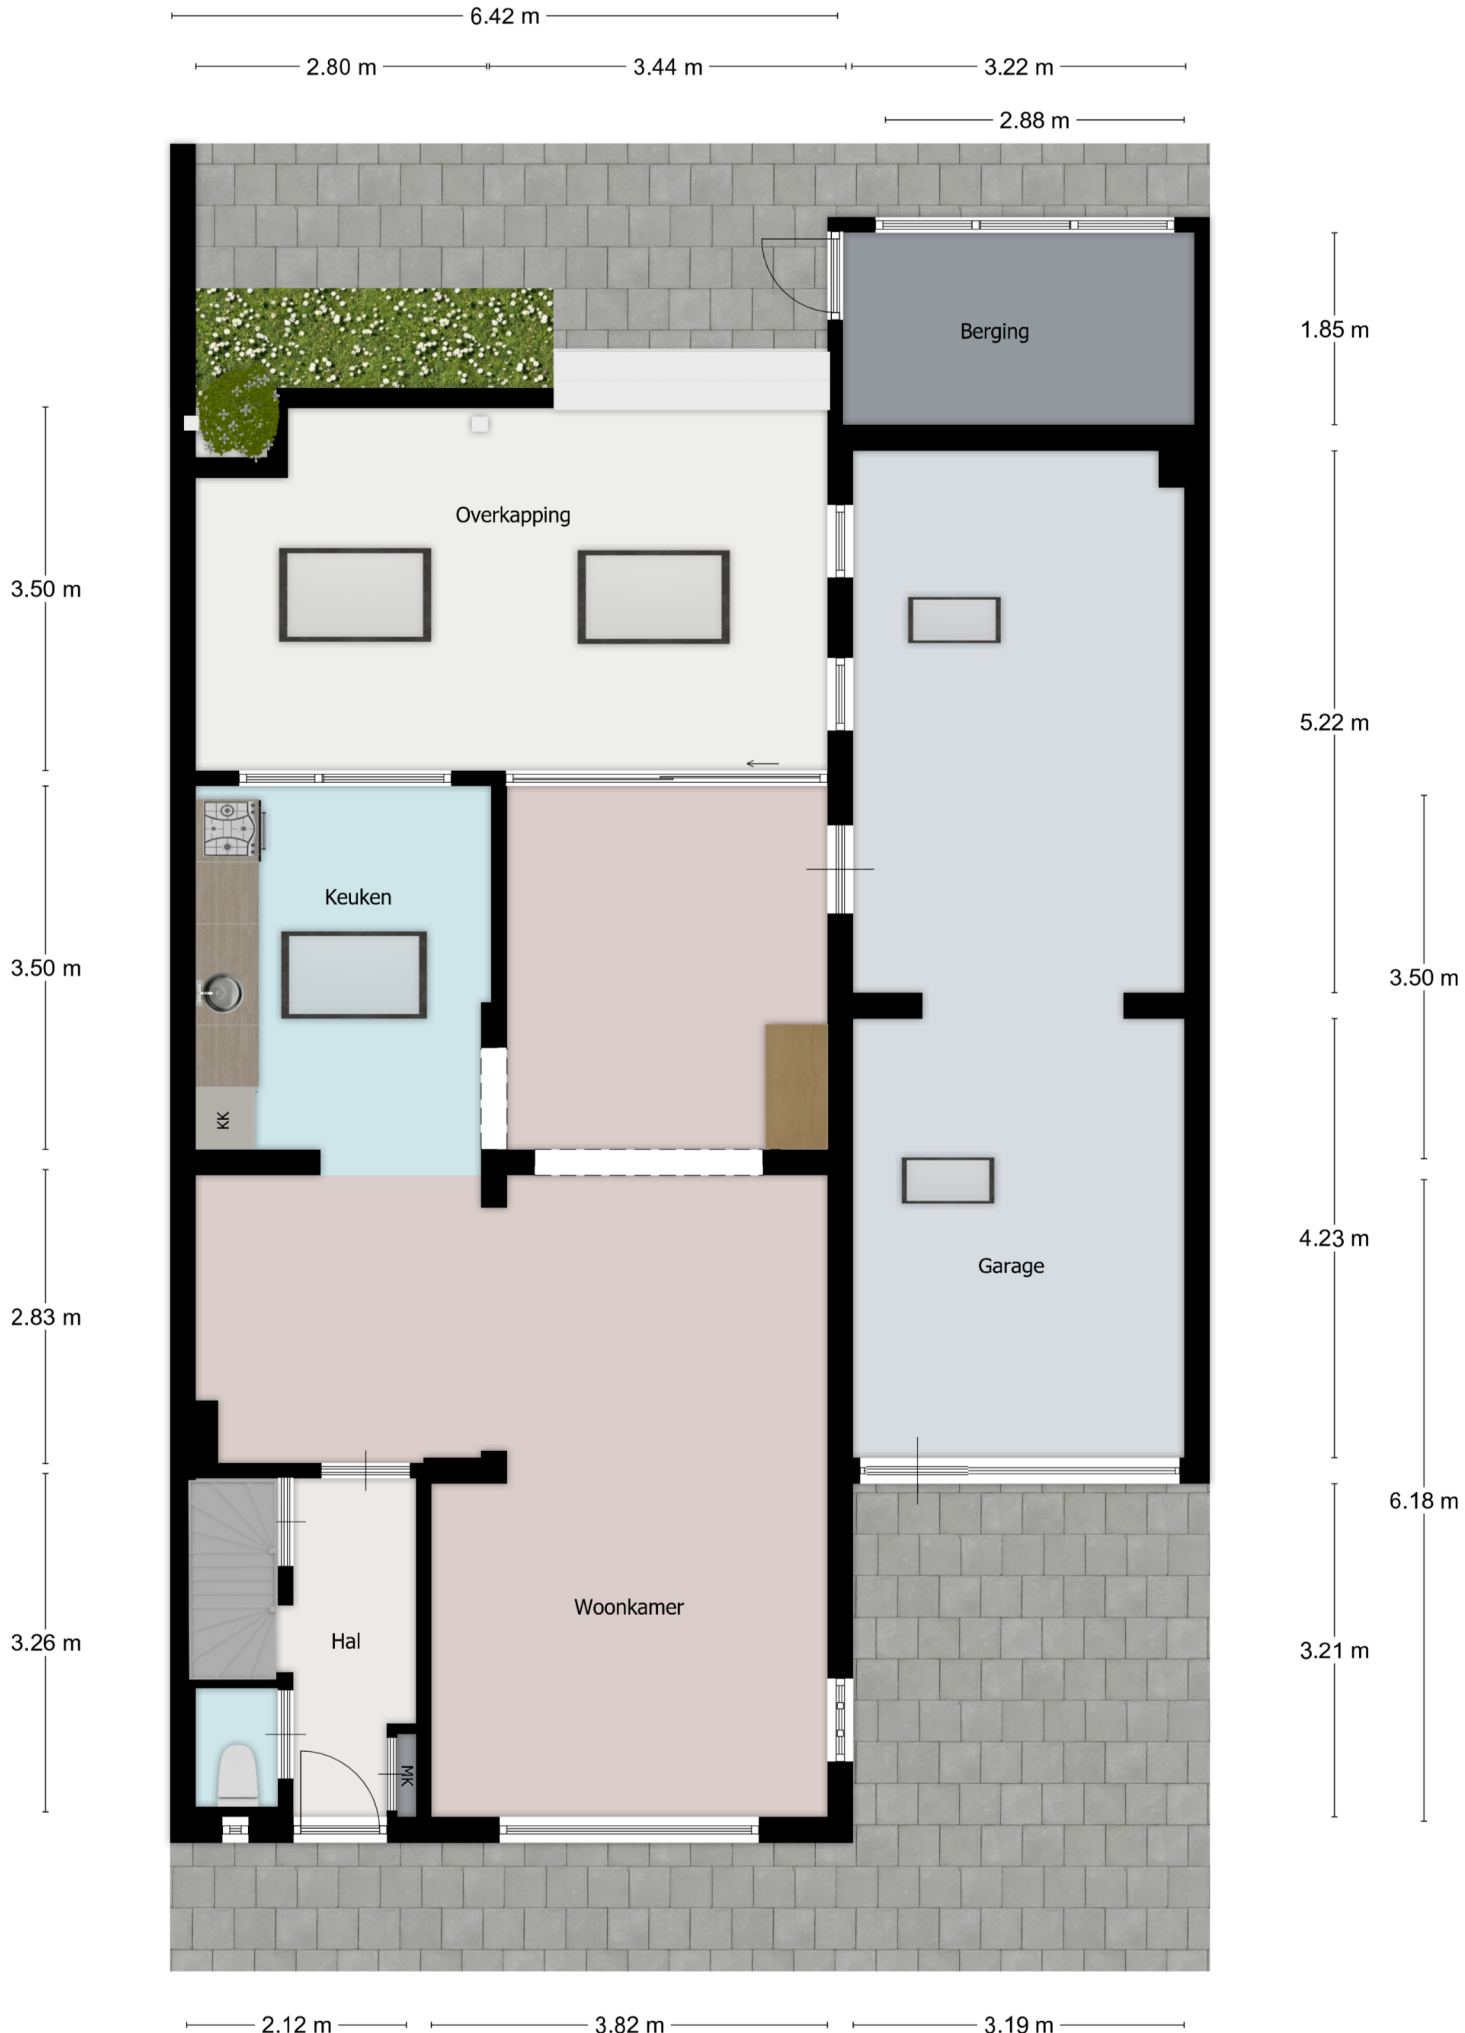 6.42 m
2.80 m
3.44 m
3.22 m
2.88 m
Berging
1.85 m
Overkapping
3.50 m
5.22 m
Keuken
3.50 m
3.50 m
KK
4.23 m
Garage
2.83 m
6.18 m
Woonkamer
Hal
3.26 m
3.21 m
MK
2.12 m
3.82 m
3.19 m